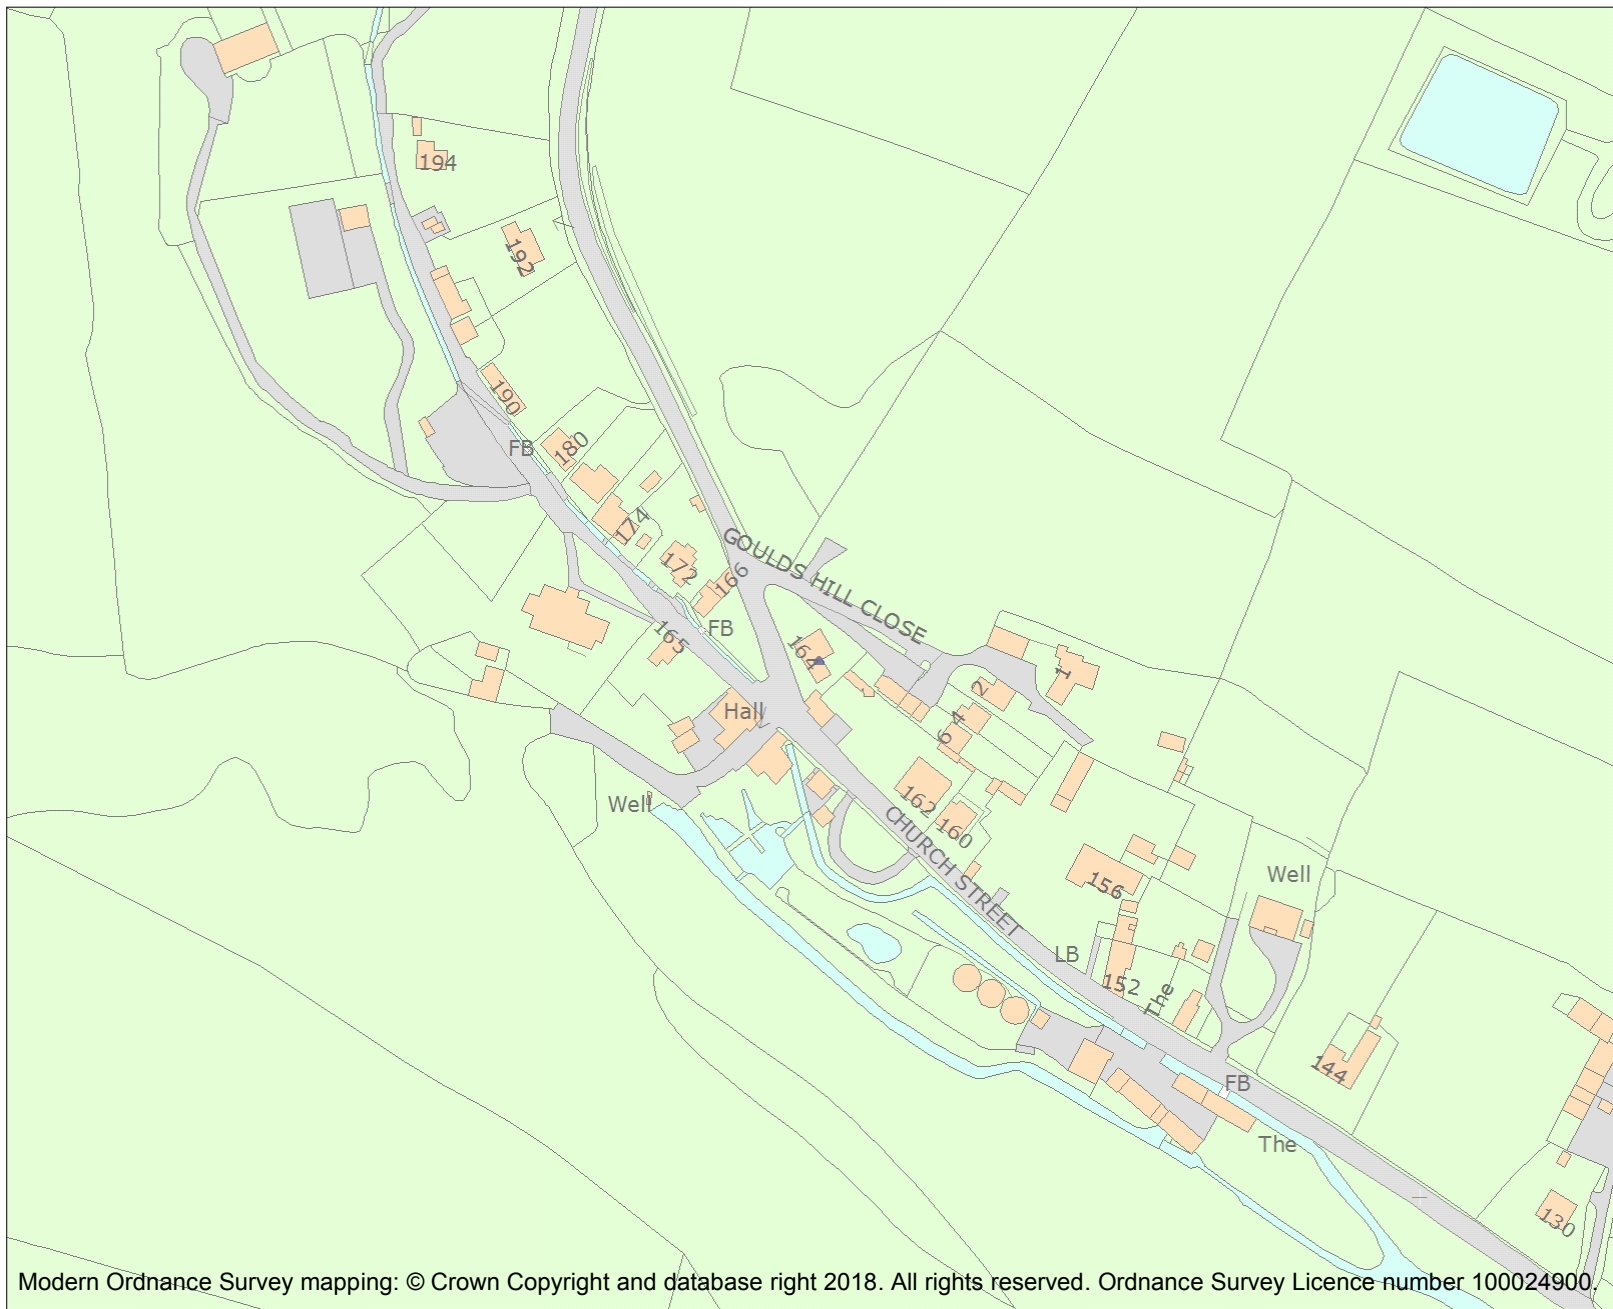 194
192
190
180
FB
174
GOULDS HILL CLOSE
172
166
FB
165
164
1
2
4
6
Hall
Well
162
160
CHURCH STREET
156
Well
LB
152
The
144
FB
The
130
Modern Ordnance Survey mapping: © Crown Copyright and database right 2018. All rights reserved. Ordnance Survey Licence number 100024900.